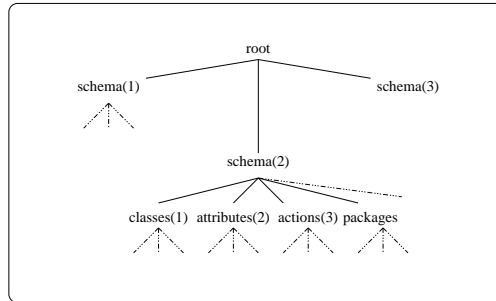 root
schema(1)
schema(3)
schema(2)
classes(1) attributes(2) actions(3) packages